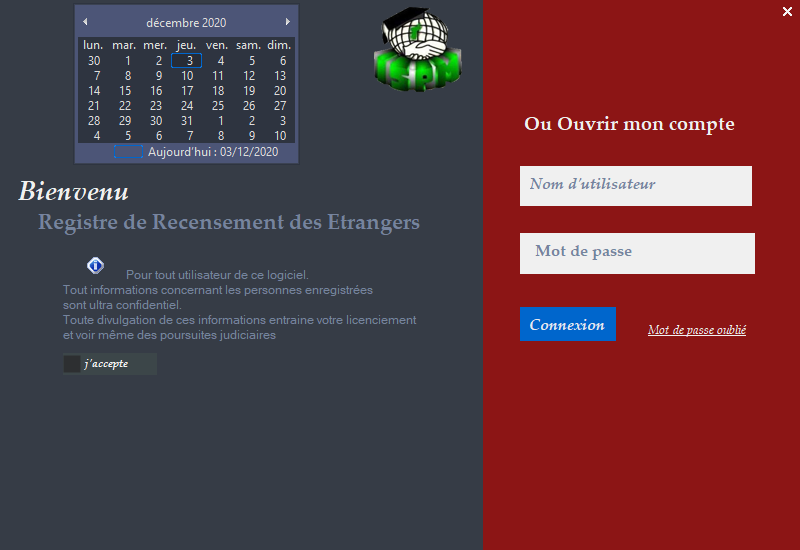 décembre 2020
lun. mar. mer. jeu. ven. sam. dim.
30 1 2 3 4 5 6
7 8 9 10 11 12 13
14 15 16 17 18 19 20
21 22 23 24 25 26 27
28 29 30 31 1 2 3
4 5 6 7 8 9 10
Aujourd'hui : 03/12/2020
Bienvenu
Registre de Recensement des Etrangers
Pour tout utilisateur de ce logiciel.
Tout informations concernant les personnes enregistrées
sont ultra confidentiel.
Toute divulgation de ces informations entraine votre licenciement
et voir même des poursuites judiciaires
j'accepte
Ou Ouvrir mon compte
Nom d'utilisateur
Mot de passe
Connexion
Mot de passe oublié